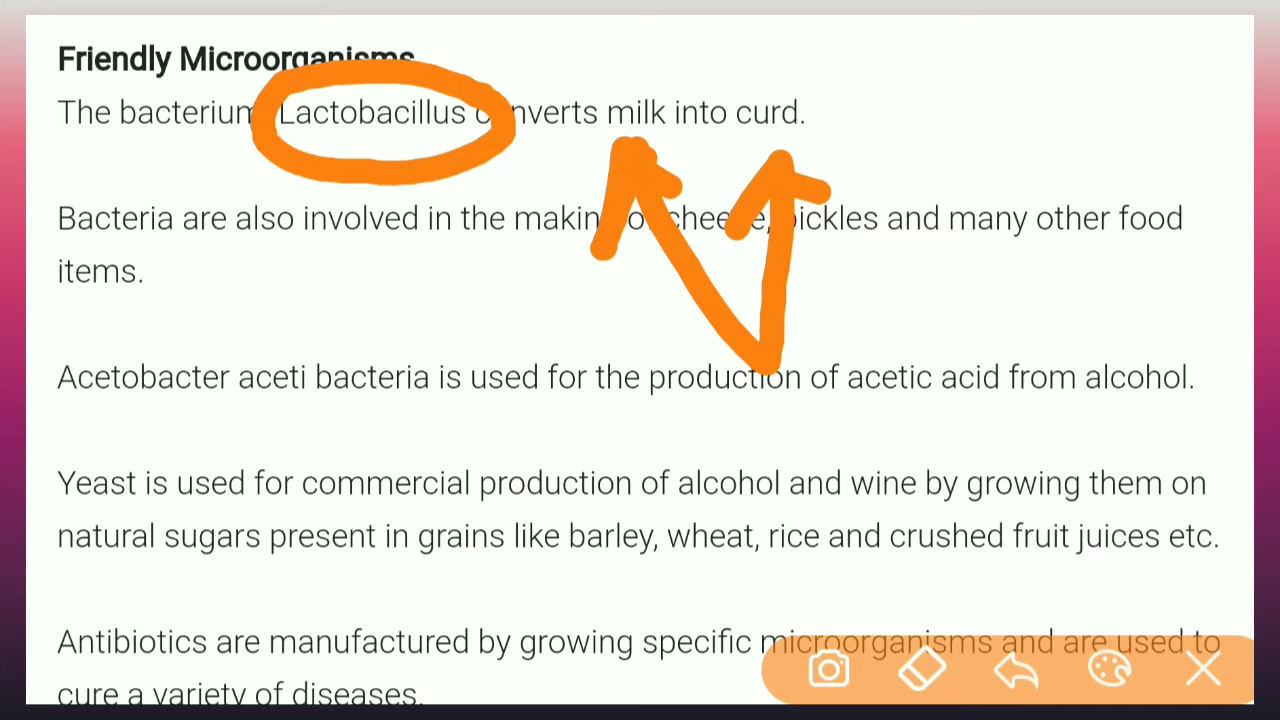 Friendly Microorganisms
The bacterium Lactobacillus converts milk into curd.
Bacteria are also involved in the making of cheese, pickles and many other food
items.
Acetobacter aceti bacteria is used for the production of acetic acid from alcohol.
Yeast is used for commercial production of alcohol and wine by growing them on
natural sugars present in grains like barley, wheat, rice and crushed fruit juices etc.
Antibiotics are manufactured by growing specific microorganisms and are used to
cure a variety of diseases.